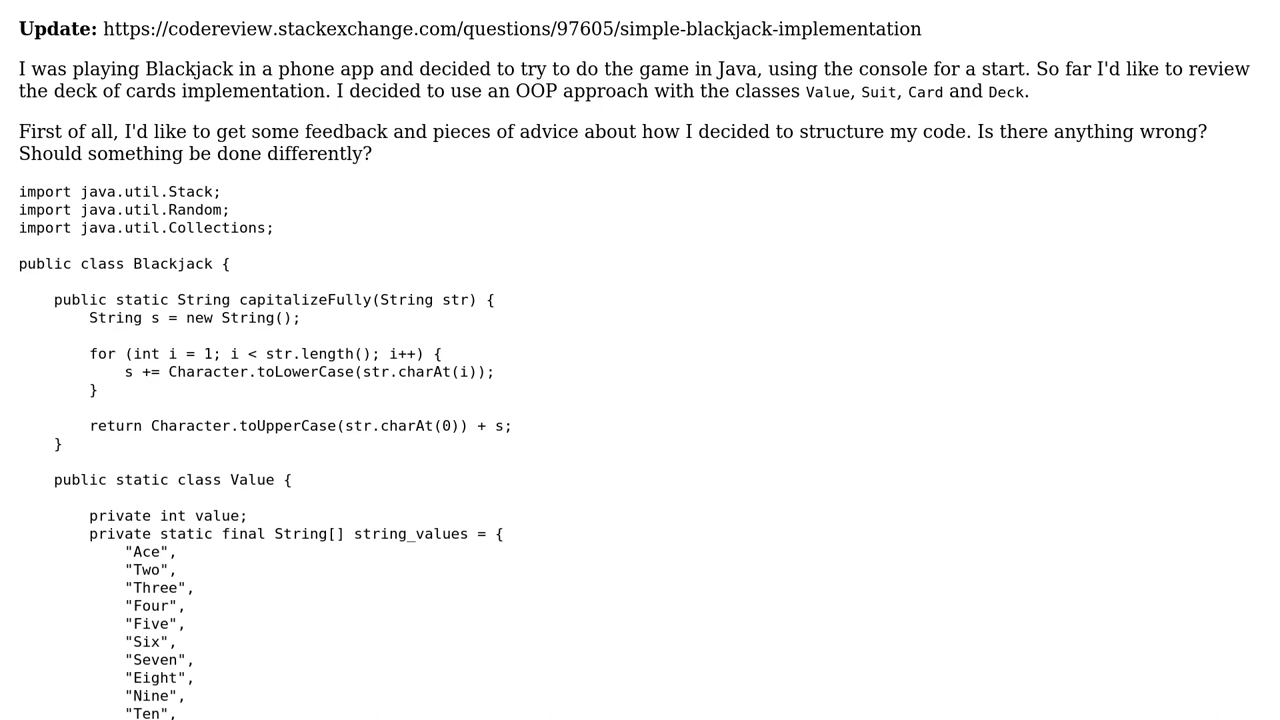 Update: https://codereview.stackexchange.com/questions/97605/simple-blackjack-implementation
I was playing Blackjack in a phone app and decided to try to do the game in Java, using the console for a start. So far I'd like to review
the deck of cards implementation. I decided to use an OOP approach with the classes Value, Suit, Card and Deck.
First of all, I'd like to get some feedback and pieces of advice about how I decided to structure my code. Is there anything wrong?
Should something be done differently?
import java.util.Stack;
import java.util.Random;
import java.util.Collections;
public class Blackjack {
    public static String capitalizeFully(String str) {
        String s = new String();
        for (int i = 1; i < str.length(); i++) {
            s += Character.toLowerCase(str.charAt(i));
        }
        return Character.toUpperCase(str.charAt(0)) + s;
    }
    public static class Value {
        private int value;
        private static final String[] string_values = {
            "Ace",
            "Two",
            "Three",
            "Four",
            "Five",
            "Six",
            "Seven",
            "Eight",
            "Nine",
            "Ten",